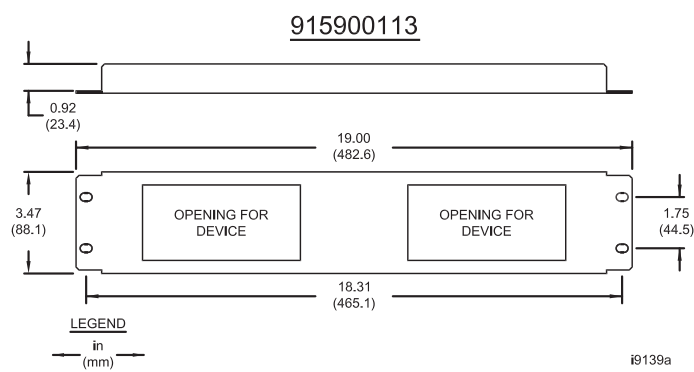 915900113
0.92
(23.4)
19.00
(482.6)
3.47
(88.1)
OPENING FOR
DEVICE
OPENING FOR
DEVICE
1.75
(44.5)
18.31
(465.1)
LEGEND
in
(mm)
i9139a